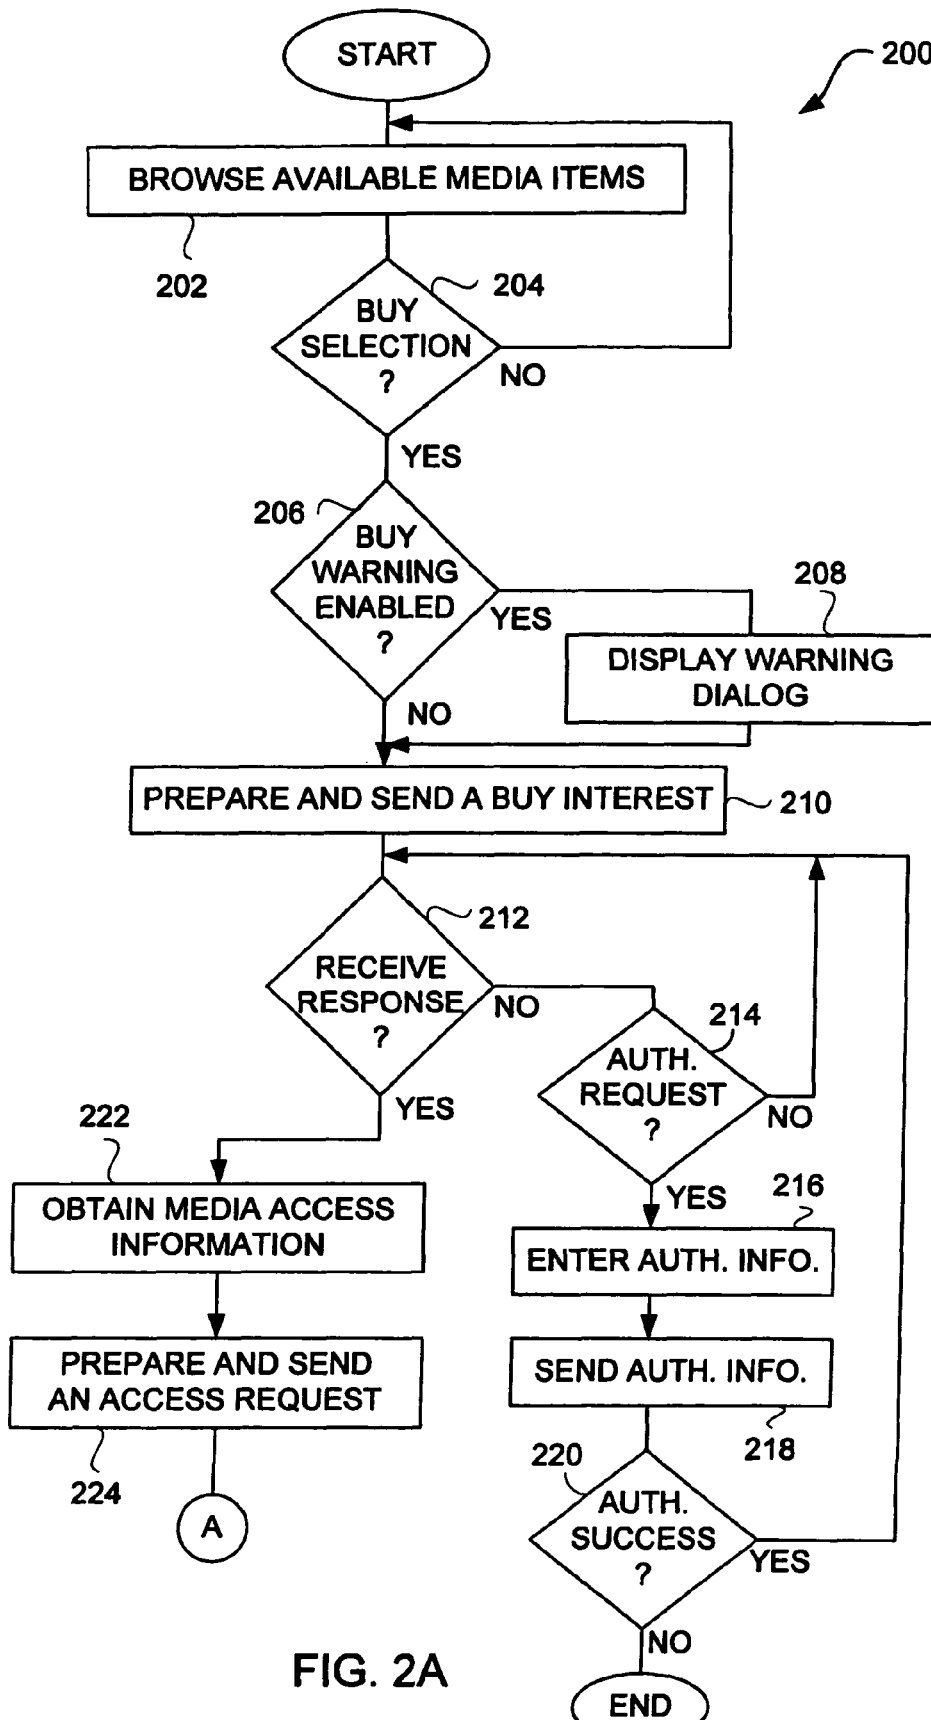 START
200
BROWSE AVAILABLE MEDIA ITEMS
202
204
BUY
SELECTION
?
NO
YES
206
BUY
WARNING
ENABLED
?
YES
208
DISPLAY WARNING
DIALOG
NO
PREPARE AND SEND A BUY INTEREST
210
212
RECEIVE
RESPONSE
?
NO
YES
214
AUTH.
REQUEST
?
NO
YES
222
OBTAIN MEDIA ACCESS
INFORMATION
216
ENTER AUTH. INFO.
PREPARE AND SEND
AN ACCESS REQUEST
224
A
SEND AUTH. INFO.
218
220
AUTH.
SUCCESS
?
YES
NO
END
FIG. 2A